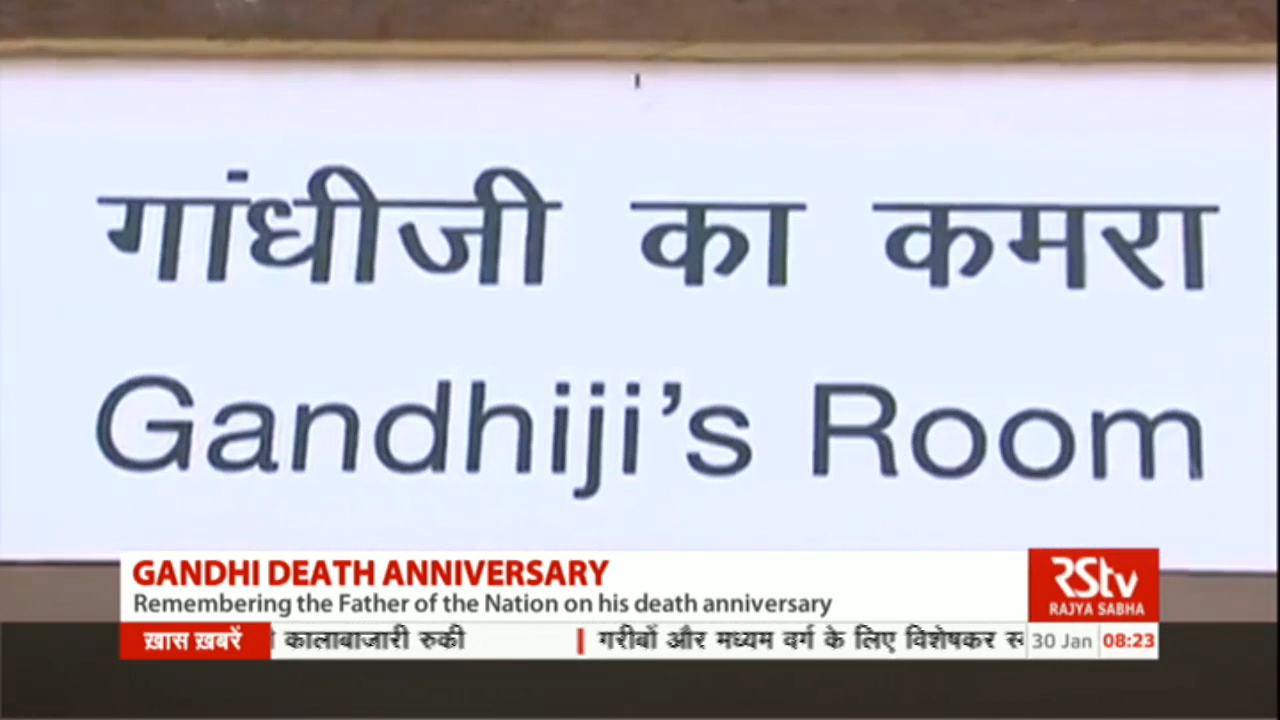 गांधीजी का कमरा
Gandhiji's Room
GANDHI DEATH ANNIVERSARY
Remembering the Father of the Nation on his death anniversary
RSTV
RAJYA SABHA
ख़ास ख़बरें कालाबाजारी रुकी | गरीबों और मध्यम वर्ग के लिए विशेषकर 30 Jan 08:23